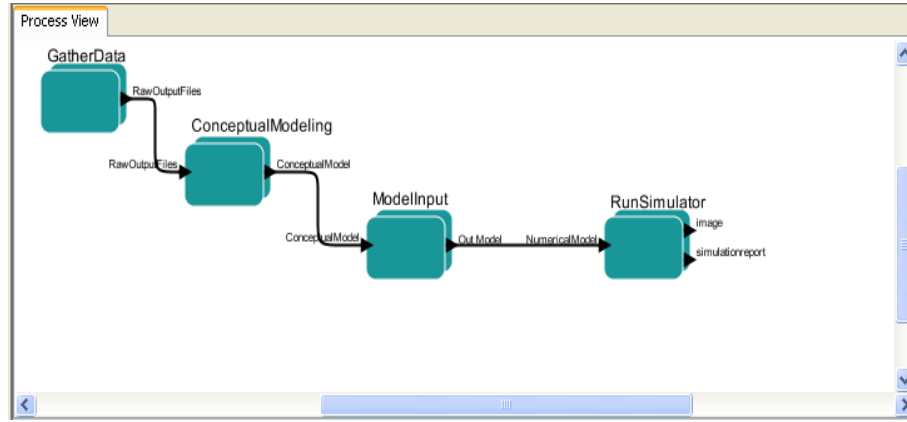 Process View
GatherData
RawOutputFiles
ConceptualModeling
RawOutputFiles
ConceptualModel
ModelInput
RunSimulator
image
ConceptualModel
Out Model
NumericalModel
simulationreport